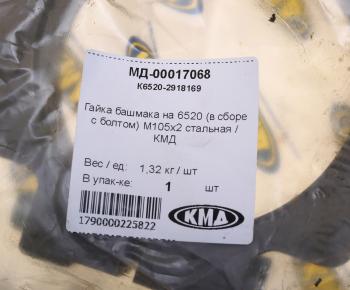 МД-00017068
К6520-2918169
Гайка башмака на 6520 (в сборе
с болтом) М105х2 стальная /
КМД
Вес / ед: 1,32 кг / шт
В упак-ке: 1 шт
КМД
1790000225822